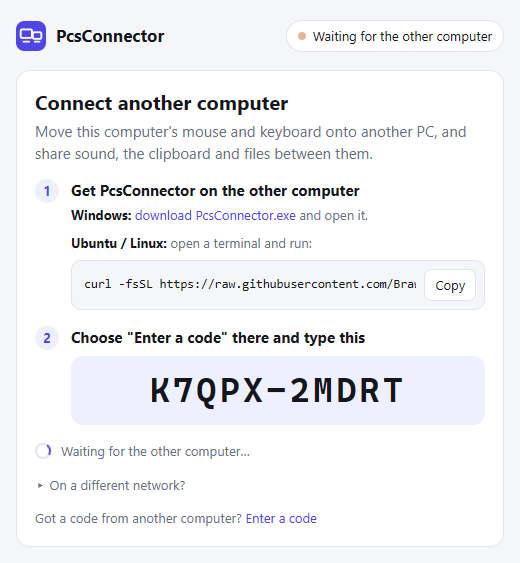 PcsConnector
Waiting for the other computer
Connect another computer
Move this computer's mouse and keyboard onto another PC, and
share sound, the clipboard and files between them.
1
Get PcsConnector on the other computer
Windows: download PcsConnector.exe and open it.
Ubuntu / Linux: open a terminal and run:
curl -fsSL https://raw.githubusercontent.com/Braw
Copy
2
Choose "Enter a code" there and type this
K7QPX-2MDRT
Waiting for the other computer...
‣ On a different network?
Got a code from another computer? Enter a code